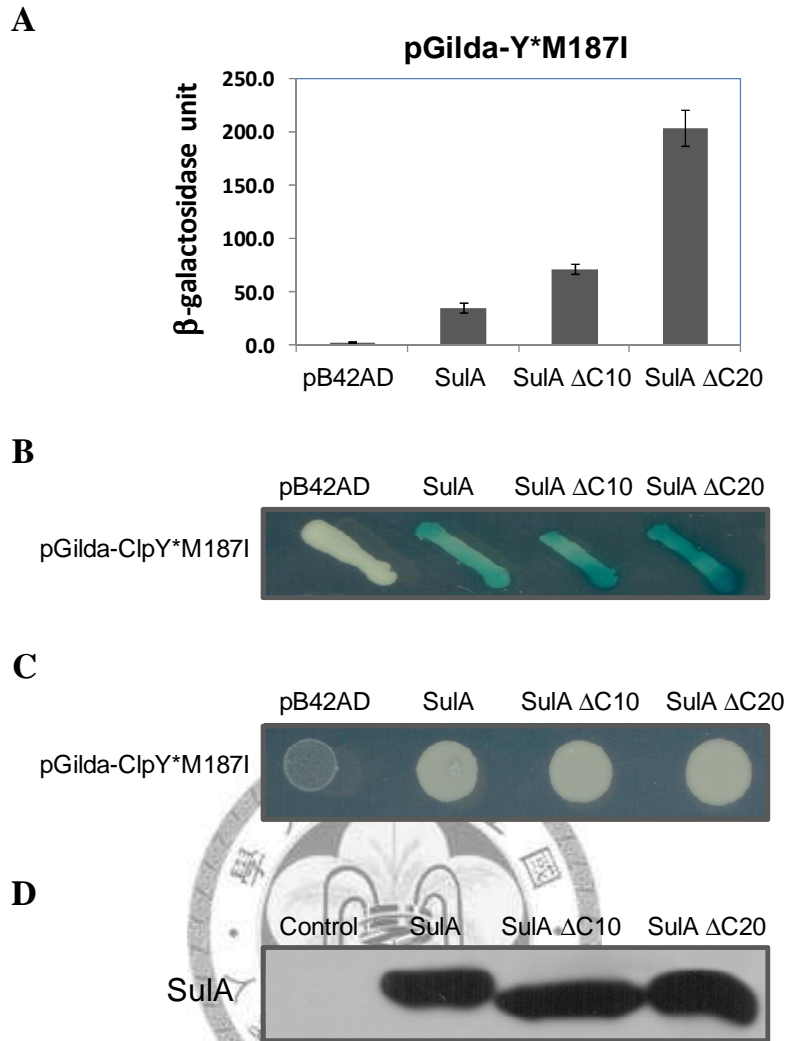 A
pGilda-Y*M187I
β-galactosidase unit
250.0
200.0
150.0
100.0
50.0
0.0
pB42AD SulA SulA ΔC10 SulA ΔC20
B
pB42AD SulA SulA ΔC10 SulA ΔC20
pGilda-ClpY*M187I
C
pB42AD SulA SulA ΔC10 SulA ΔC20
pGilda-ClpY*M187I
D
Control SulA SulA ΔC10 SulA ΔC20
SulA
學
國